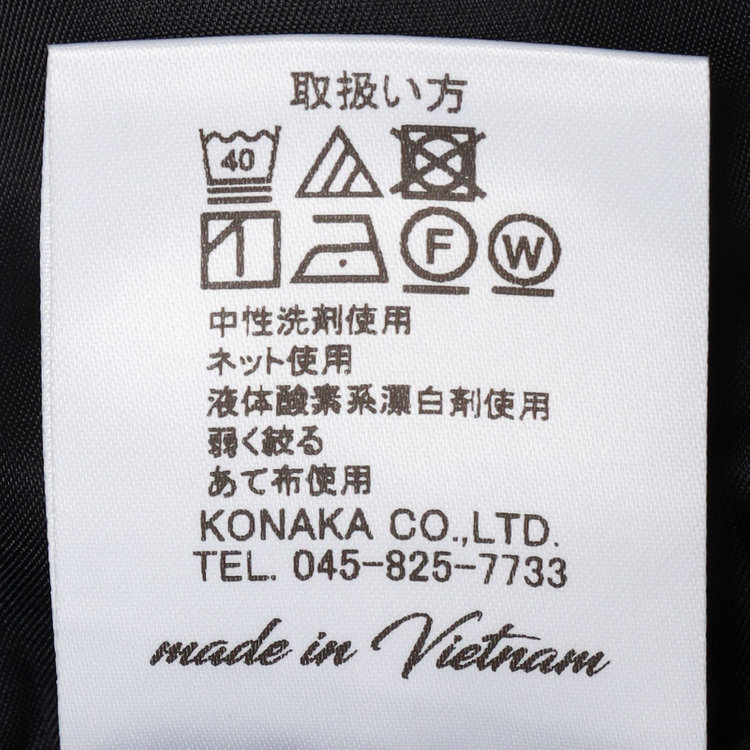 取扱い方
40
F W
中性洗剤使用
ネット使用
液体酸素系漂白剤使用
弱く絞る
あて布使用
KONAKA CO.,LTD.
TEL. 045-825-7733
made in Vietnam